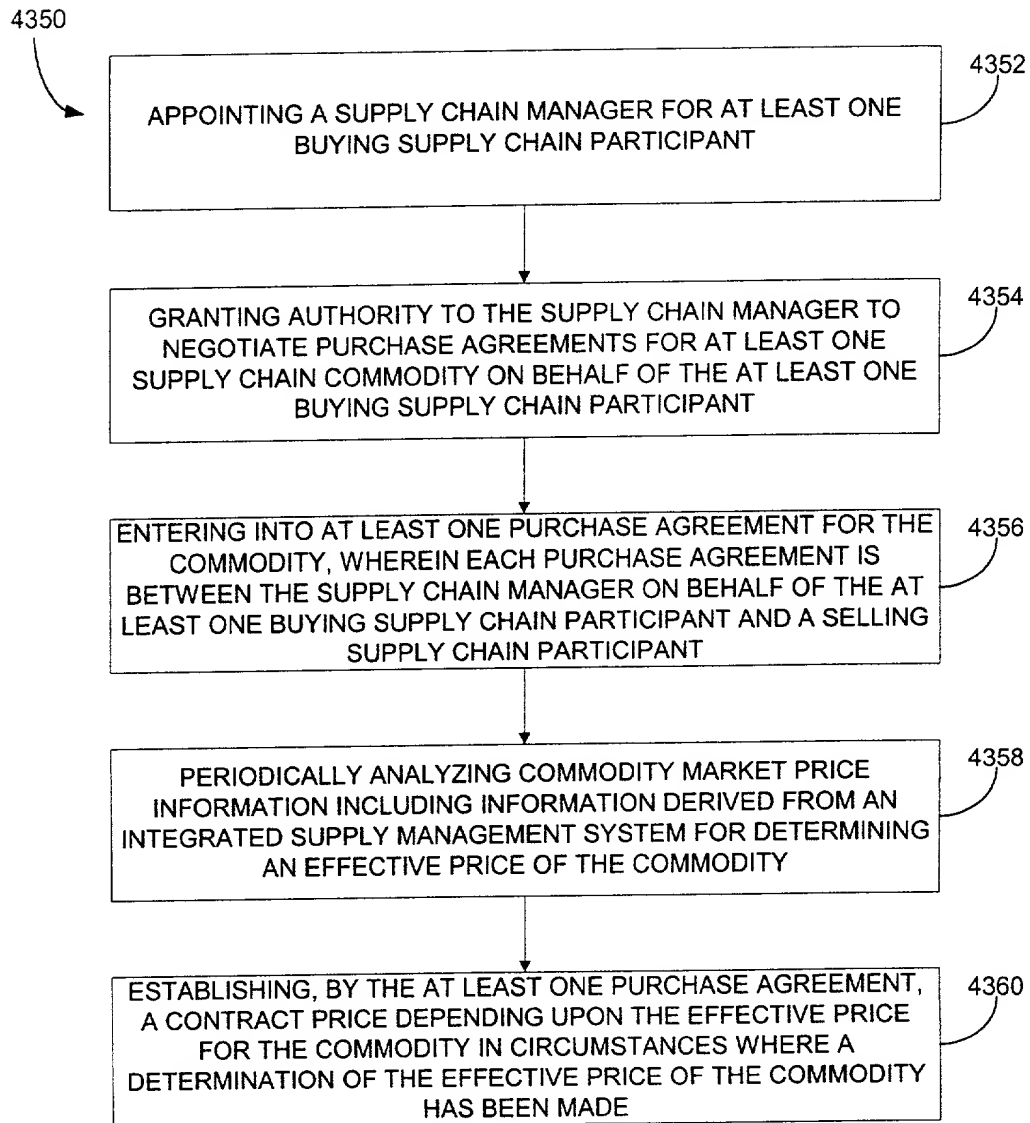 4350
4352
APPOINTING A SUPPLY CHAIN MANAGER FOR AT LEAST ONE
BUYING SUPPLY CHAIN PARTICIPANT
4354
GRANTING AUTHORITY TO THE SUPPLY CHAIN MANAGER TO
NEGOTIATE PURCHASE AGREEMENTS FOR AT LEAST ONE
SUPPLY CHAIN COMMODITY ON BEHALF OF THE AT LEAST ONE
BUYING SUPPLY CHAIN PARTICIPANT
4356
ENTERING INTO AT LEAST ONE PURCHASE AGREEMENT FOR THE
COMMODITY, WHEREIN EACH PURCHASE AGREEMENT IS
BETWEEN THE SUPPLY CHAIN MANAGER ON BEHALF OF THE AT
LEAST ONE BUYING SUPPLY CHAIN PARTICIPANT AND A SELLING
SUPPLY CHAIN PARTICIPANT
4358
PERIODICALLY ANALYZING COMMODITY MARKET PRICE
INFORMATION INCLUDING INFORMATION DERIVED FROM AN
INTEGRATED SUPPLY MANAGEMENT SYSTEM FOR DETERMINING
AN EFFECTIVE PRICE OF THE COMMODITY
4360
ESTABLISHING, BY THE AT LEAST ONE PURCHASE AGREEMENT,
A CONTRACT PRICE DEPENDING UPON THE EFFECTIVE PRICE
FOR THE COMMODITY IN CIRCUMSTANCES WHERE A
DETERMINATION OF THE EFFECTIVE PRICE OF THE COMMODITY
HAS BEEN MADE